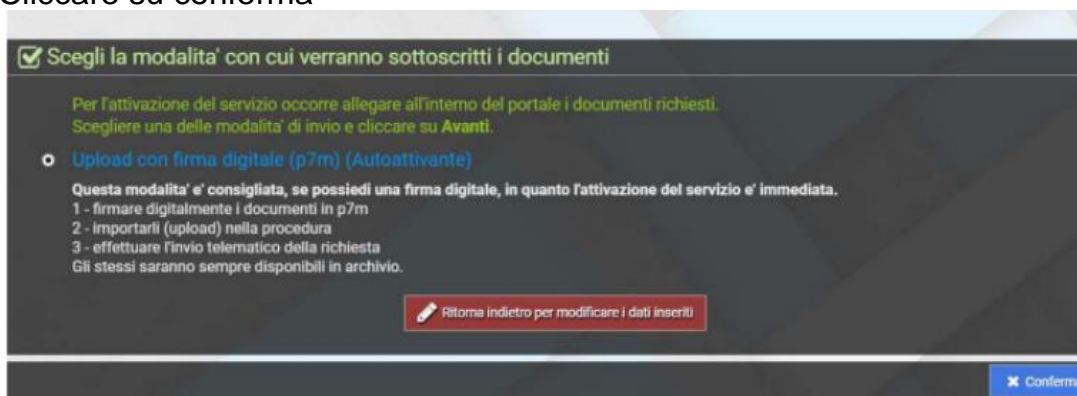 Cliccare su conferma
Scegli la modalita' con cui verranno sottoscritti i documenti
Per l'attivazione del servizio occorre allegare all'interno del portale i documenti richiesti.
Scegliere una delle modalita' di invio e cliccare su Avanti.
Upload con firma digitale (p7m) (Autoattivante)
Questa modalita' e' consigliata, se possiedi una firma digitale, in quanto l'attivazione del servizio e' immediata.
1 - firmare digitalmente i documenti in p7m
2 - importarli (upload) nella procedura
3 - effettuare l'invio telematico della richiesta
Gli stessi saranno sempre disponibili in archivio.
Ritorna indietro per modificare i dati inseriti
Conferma